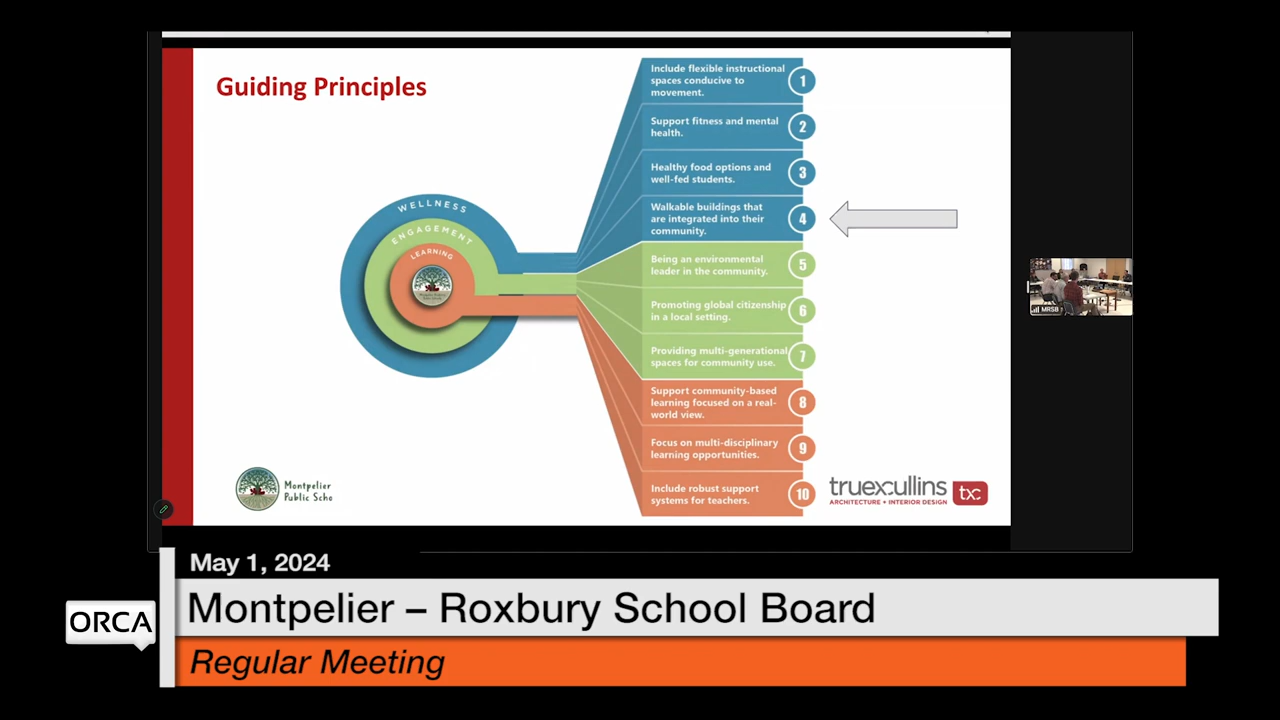 Guiding Principles
Include flexible instructional
spaces conducive to
movement.
1
Support fitness and mental
health.
2
Healthy food options and
well-fed students.
3
Walkable buildings that
are integrated into their
community.
4
Being an environmental
leader in the community.
5
Promoting global citizenship
in a local setting.
6
Providing multi-generational
spaces for community use.
7
Support community-based
learning focused on a real-
world view.
8
Focus on multi-disciplinary
learning opportunities.
9
Include robust support
systems for teachers.
10
WELLNESS
ENGAGEMENT
LEARNING
Montpelier
Public Scho
truexcullins
ARCHITECTURE + INTERIOR DESIGN
txc
MRSB
May 1, 2024
ORCA
Montpelier – Roxbury School Board
Regular Meeting